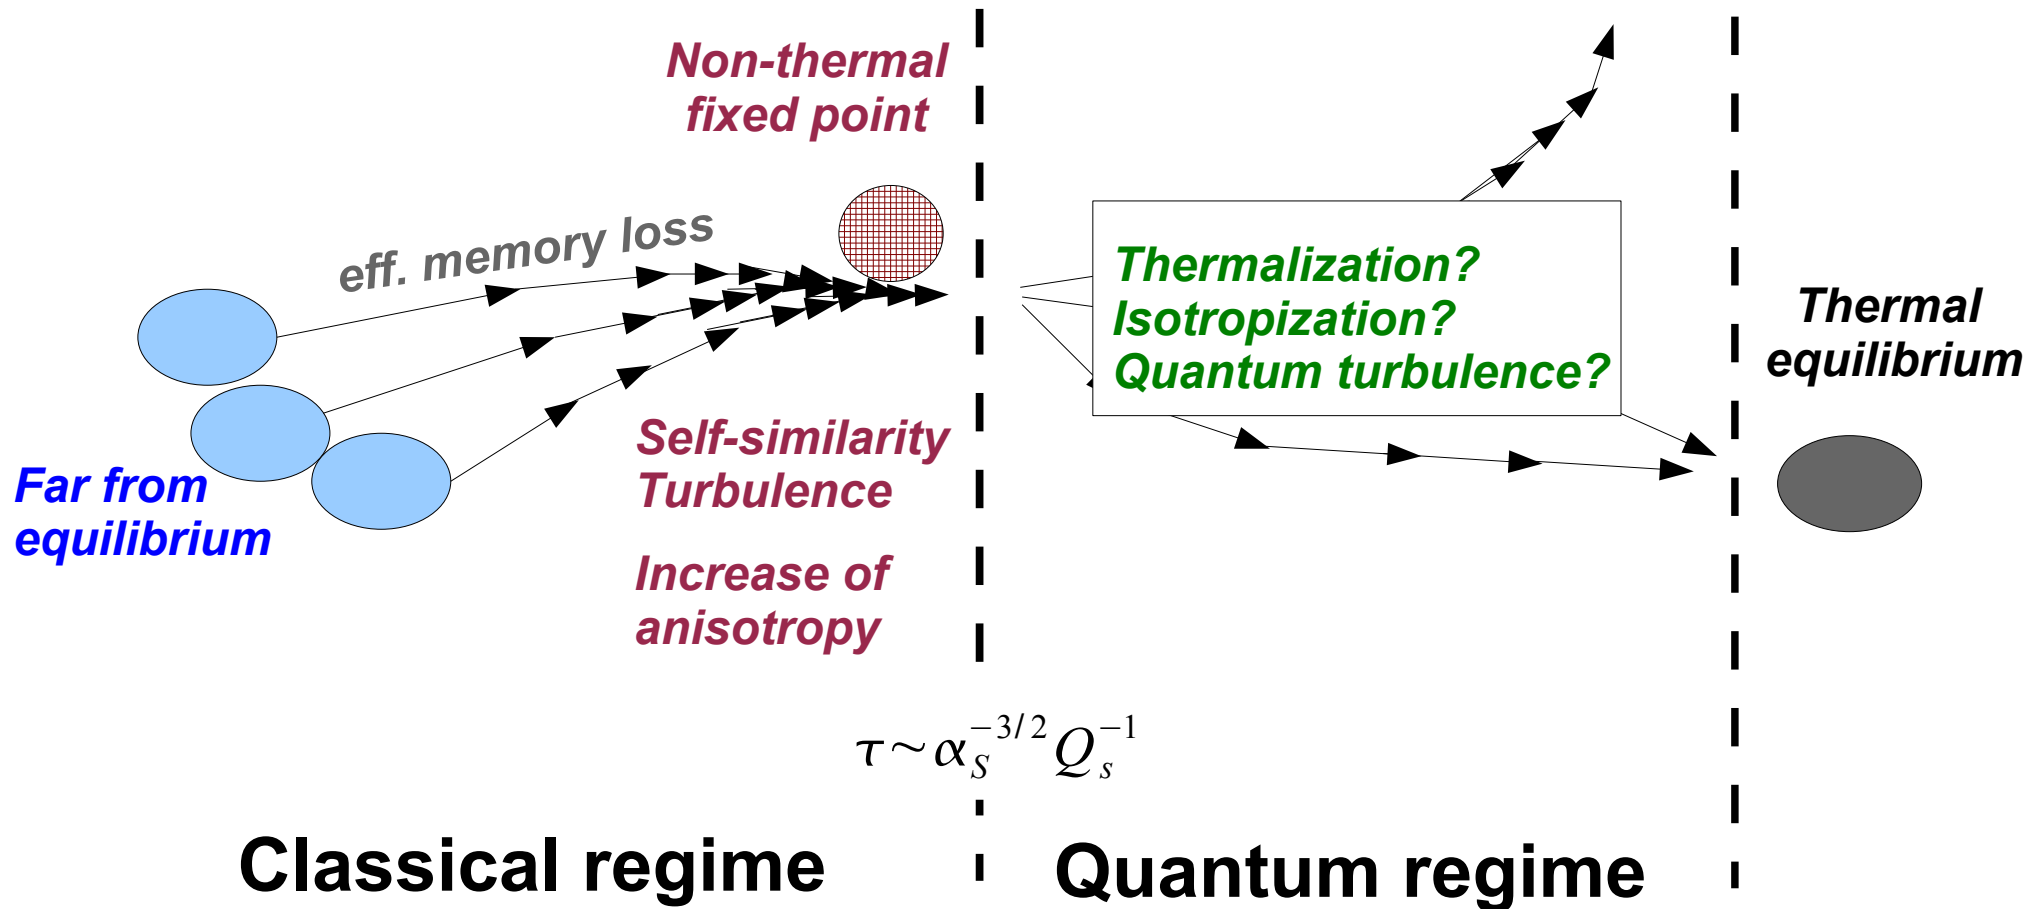 Non-thermal
fixed point
eff. memory loss
Far from
equilibrium
Self-similarity
Turbulence
Increase of
anisotropy
Thermalization?
Isotropization?
Quantum turbulence?
Thermal
equilibrium
τ~α_S^{-3/2} Q_s^{-1}
Classical regime
Quantum regime